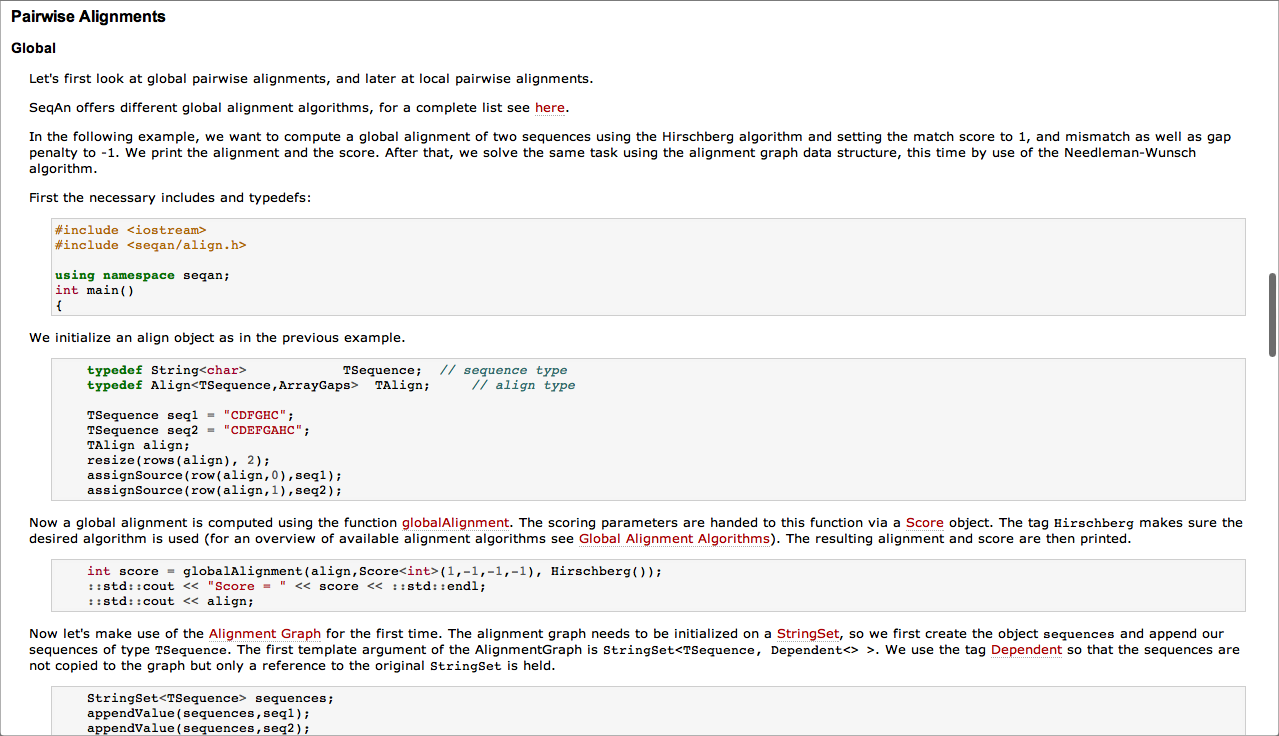 Pairwise Alignments
Global
Let's first look at global pairwise alignments, and later at local pairwise alignments.
SeqAn offers different global alignment algorithms, for a complete list see here.
In the following example, we want to compute a global alignment of two sequences using the Hirschberg algorithm and setting the match score to 1, and mismatch as well as gap
penalty to -1. We print the alignment and the score. After that, we solve the same task using the alignment graph data structure, this time by use of the Needleman-Wunsch
algorithm.
First the necessary includes and typedefs:
#include <iostream>
#include <seqan/align.h>
using namespace seqan;
int main()
{
We initialize an align object as in the previous example.
typedef String<char>            TSequence;  // sequence type
typedef Align<TSequence,ArrayGaps>  TAlign;     // align type
TSequence seq1 = "CDFGHC";
TSequence seq2 = "CDEFGAHC";
TAlign align;
resize(rows(align), 2);
assignSource(row(align,0),seq1);
assignSource(row(align,1),seq2);
Now a global alignment is computed using the function globalAlignment. The scoring parameters are handed to this function via a Score object. The tag Hirschberg makes sure the
desired algorithm is used (for an overview of available alignment algorithms see Global Alignment Algorithms). The resulting alignment and score are then printed.
int score = globalAlignment(align,Score<int>(1,-1,-1,-1), Hirschberg());
::std::cout << "Score = " << score << ::std::endl;
::std::cout << align;
Now let's make use of the Alignment Graph for the first time. The alignment graph needs to be initialized on a StringSet, so we first create the object sequences and append our
sequences of type TSequence. The first template argument of the AlignmentGraph is StringSet<TSequence, Dependent<> >. We use the tag Dependent so that the sequences are
not copied to the graph but only a reference to the original StringSet is held.
StringSet<TSequence> sequences;
appendValue(sequences,seq1);
appendValue(sequences,seq2);